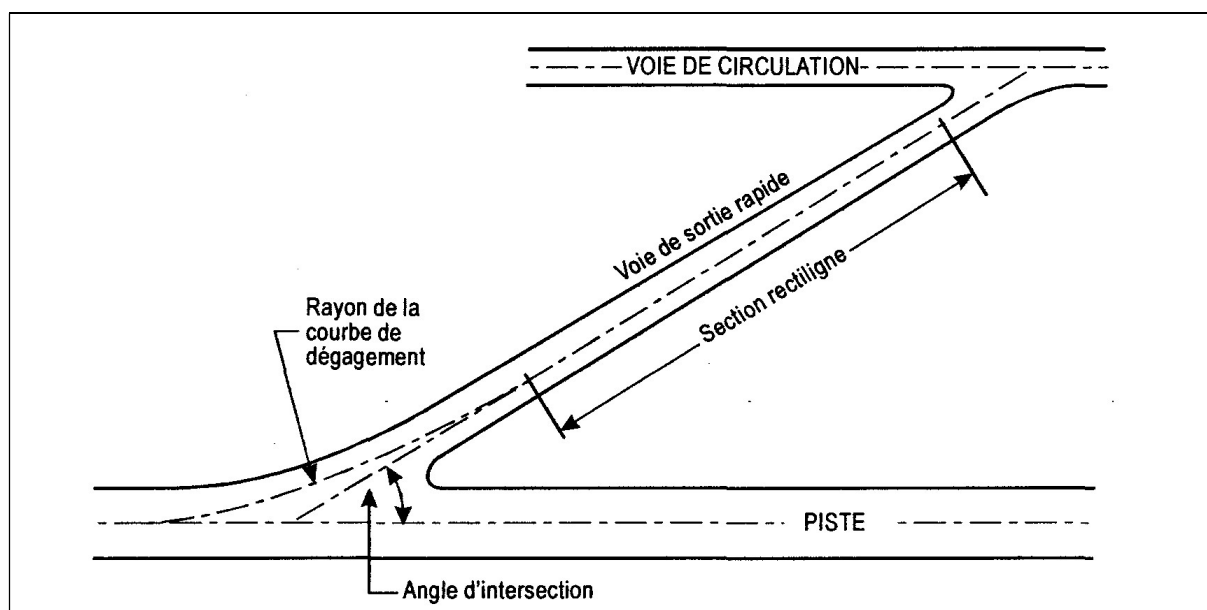 VOIE DE CIRCULATION
Voie de sortie rapide
Section rectiligne
Rayon de la
courbe de
dégagement
PISTE
Angle d'intersection